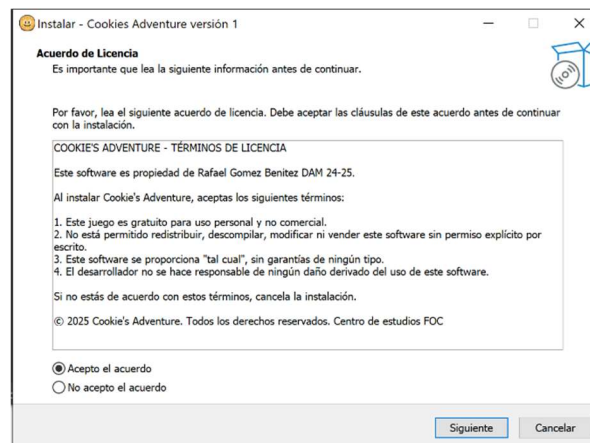 Instalar - Cookies Adventure versión 1
Acuerdo de Licencia
Es importante que lea la siguiente información antes de continuar.
Por favor, lea el siguiente acuerdo de licencia. Debe aceptar las cláusulas de este acuerdo antes de continuar
con la instalación.
COOKIE'S ADVENTURE - TÉRMINOS DE LICENCIA
Este software es propiedad de Rafael Gomez Benitez DAM 24-25.
Al instalar Cookie's Adventure, aceptas los siguientes términos:
1. Este juego es gratuito para uso personal y no comercial.
2. No está permitido redistribuir, descompilar, modificar ni vender este software sin permiso explícito por
escrito.
3. Este software se proporciona "tal cual", sin garantías de ningún tipo.
4. El desarrollador no se hace responsable de ningún daño derivado del uso de este software.
Si no estás de acuerdo con estos términos, cancela la instalación.
© 2025 Cookie's Adventure. Todos los derechos reservados. Centro de estudios FOC
Acepto el acuerdo
No acepto el acuerdo
Siguiente
Cancelar